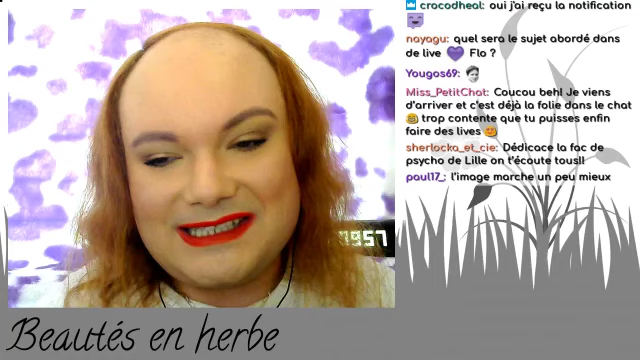 crocodheal: oui j'ai reçu la notification
nayagu: quel sera le sujet abordé dans
de live Flo ?
Yougos69:
Miss_PetitChat: Coucou beh! Je viens
d'arriver et c'est déjà la folie dans le chat
trop contente que tu puisses enfin
faire des lives
sherlocka_et_cie: Dédicace la fac de
psycho de Lille on t'écoute tous!!
paul17_: l'image marche un peu mieux
1957
Beautés en herbe